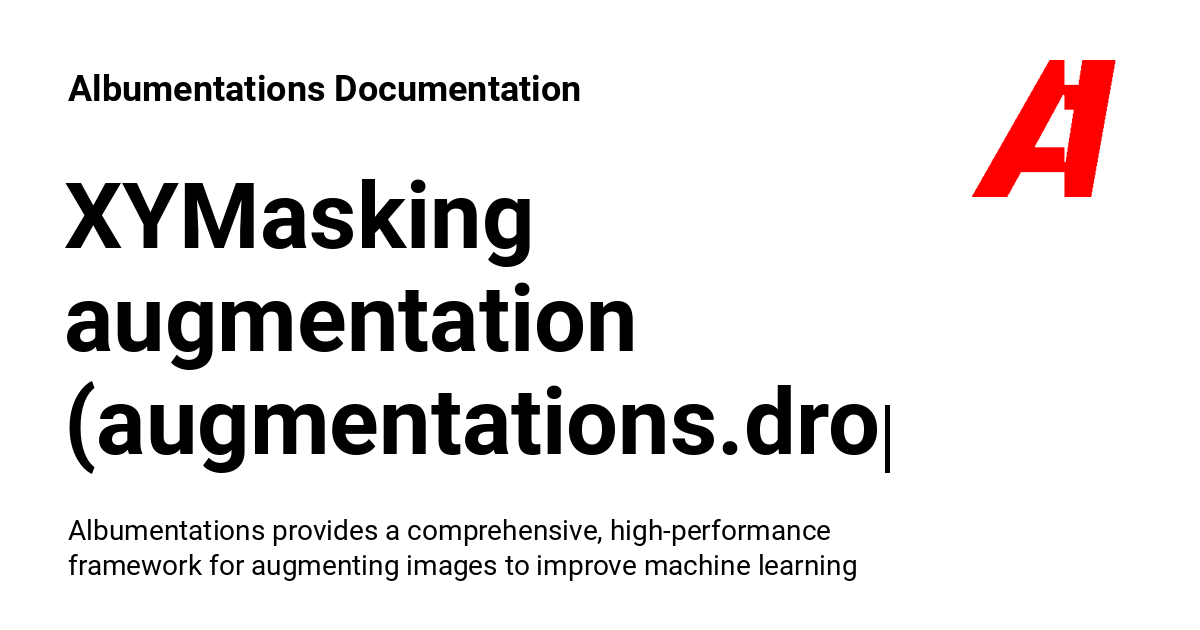 Albumentations Documentation
XYMasking
augmentation
(augmentations.dro
Albumentations provides a comprehensive, high-performance
framework for augmenting images to improve machine learning